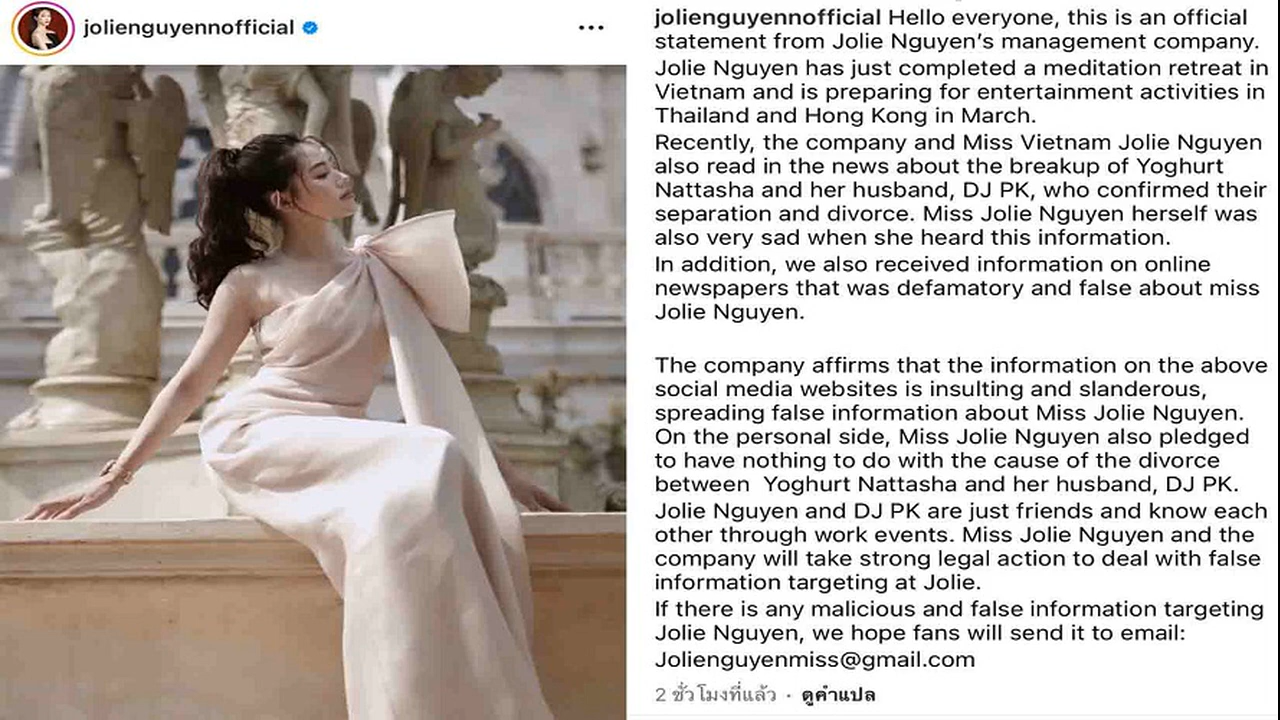 jolienguyennofficial
jolienguyennofficial Hello everyone, this is an official
statement from Jolie Nguyen's management company.
Jolie Nguyen has just completed a meditation retreat in
Vietnam and is preparing for entertainment activities in
Thailand and Hong Kong in March.
Recently, the company and Miss Vietnam Jolie Nguyen
also read in the news about the breakup of Yoghurt
Nattasha and her husband, DJ PK, who confirmed their
separation and divorce. Miss Jolie Nguyen herself was
also very sad when she heard this information.
In addition, we also received information on online
newspapers that was defamatory and false about miss
Jolie Nguyen.
The company affirms that the information on the above
social media websites is insulting and slanderous,
spreading false information about Miss Jolie Nguyen.
On the personal side, Miss Jolie Nguyen also pledged
to have nothing to do with the cause of the divorce
between  Yoghurt Nattasha and her husband, DJ PK.
Jolie Nguyen and DJ PK are just friends and know each
other through work events. Miss Jolie Nguyen and the
company will take strong legal action to deal with false
information targeting at Jolie.
If there is any malicious and false information targeting
Jolie Nguyen, we hope fans will send it to email:
Jolienguyenmiss@gmail.com
2 ชั่วโมงที่แล้ว · ดูคำแปล